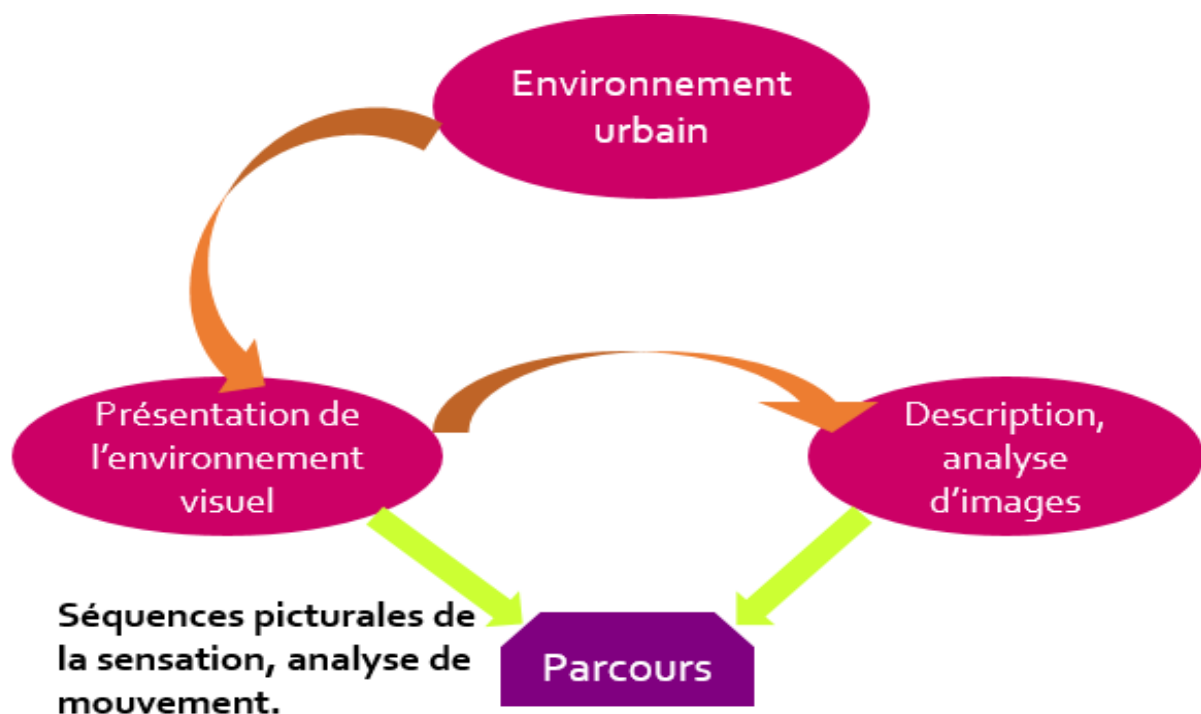 Environnement
urbain
Présentation de
l'environnement
visuel
Description,
analyse
d'images
Séquences picturales de
la sensation, analyse de
mouvement.
Parcours